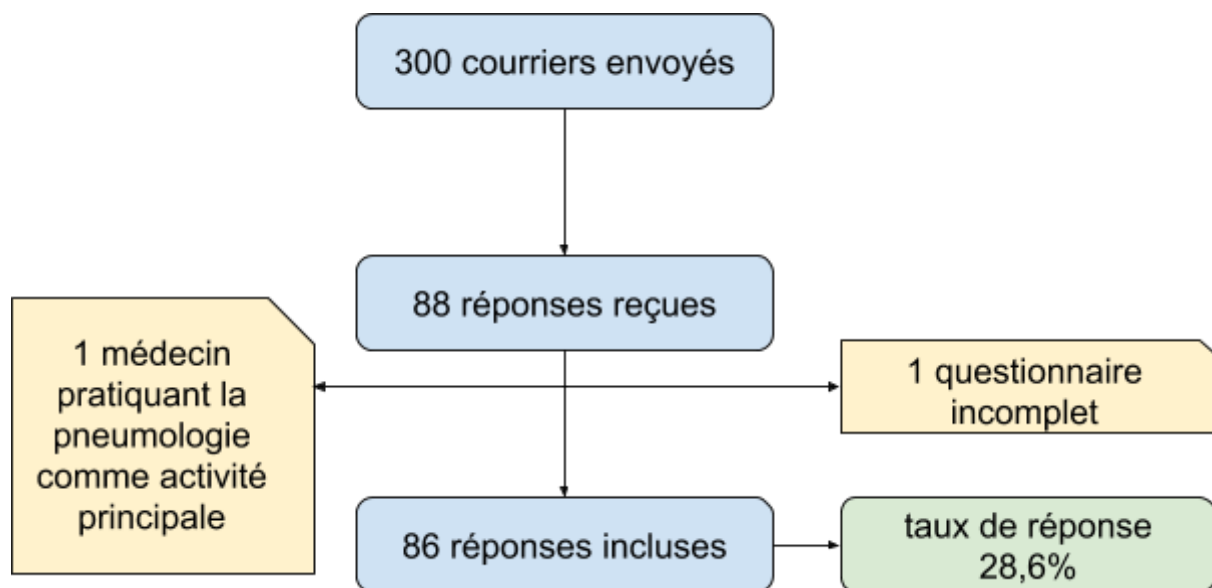 300 courriers envoyés
88 réponses reçues
1 médecin
pratiquant la
pneumologie
comme activité
principale
1 questionnaire
incomplet
86 réponses incluses
taux de réponse
28,6%